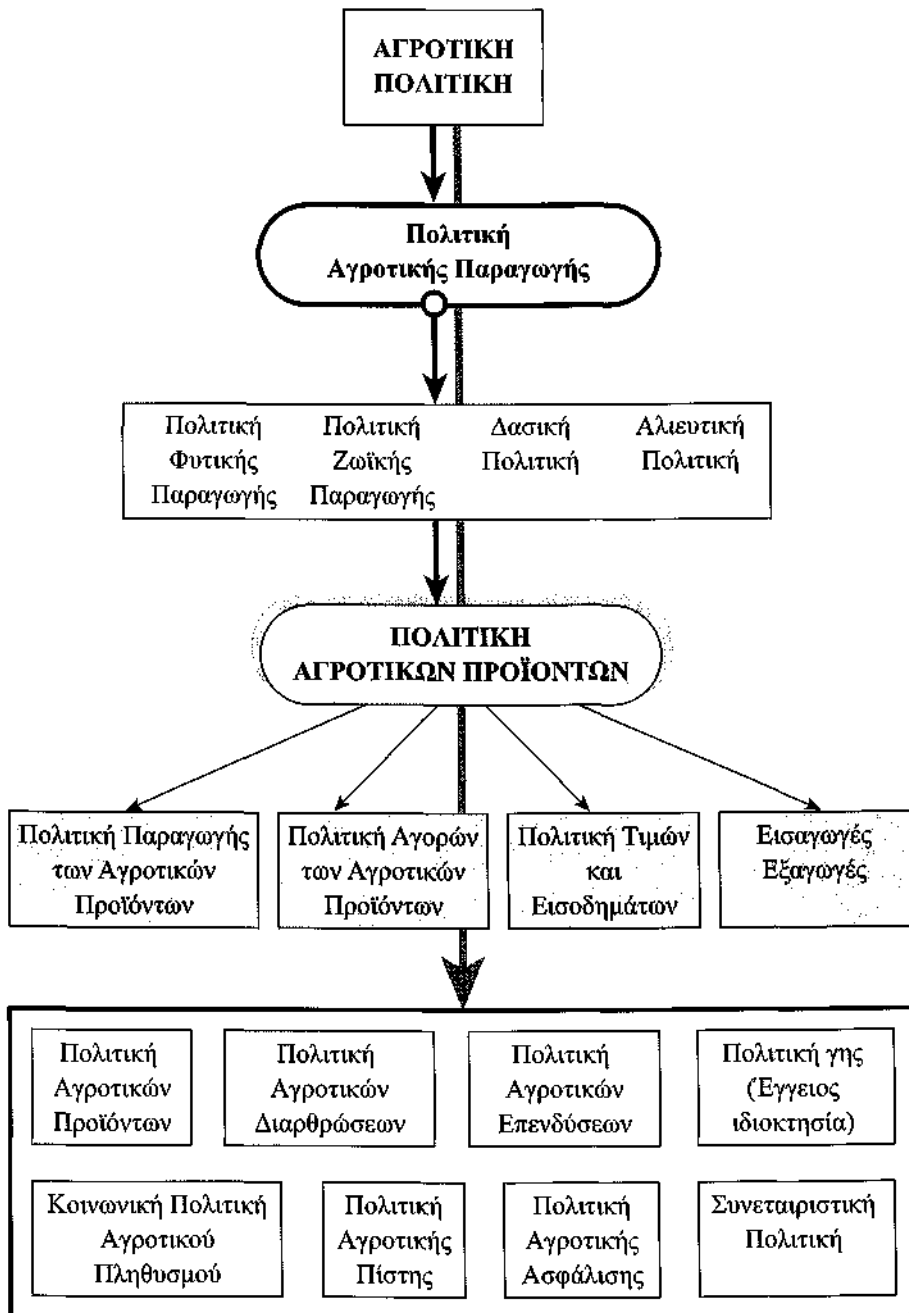 ΑΓΡΟΤΙΚΗ
ΠΟΛΙΤΙΚΗ
Πολιτική
Αγροτικής Παραγωγής
Πολιτική
Φυτικής
Παραγωγής
Πολιτική
Ζωϊκής
Παραγωγής
Δασική
Πολιτική
Αλιευτική
Πολιτική
ΠΟΛΙΤΙΚΗ
ΑΓΡΟΤΙΚΩΝ ΠΡΟΪΟΝΤΩΝ
Πολιτική Παραγωγής
των Αγροτικών
Προϊόντων
Πολιτική Αγορών
των Αγροτικών
Προϊόντων
Πολιτική Τιμών
και
Εισοδημάτων
Εισαγωγές
Εξαγωγές
Πολιτική
Αγροτικών
Προϊόντων
Πολιτική
Αγροτικών
Διαρθρώσεων
Πολιτική
Αγροτικών
Επενδύσεων
Πολιτική γης
(Έγγειος
ιδιοκτησία)
Κοινωνική Πολιτική
Αγροτικού
Πληθυσμού
Πολιτική
Αγροτικής
Πίστης
Πολιτική
Αγροτικής
Ασφάλισης
Συνεταιριστική
Πολιτική